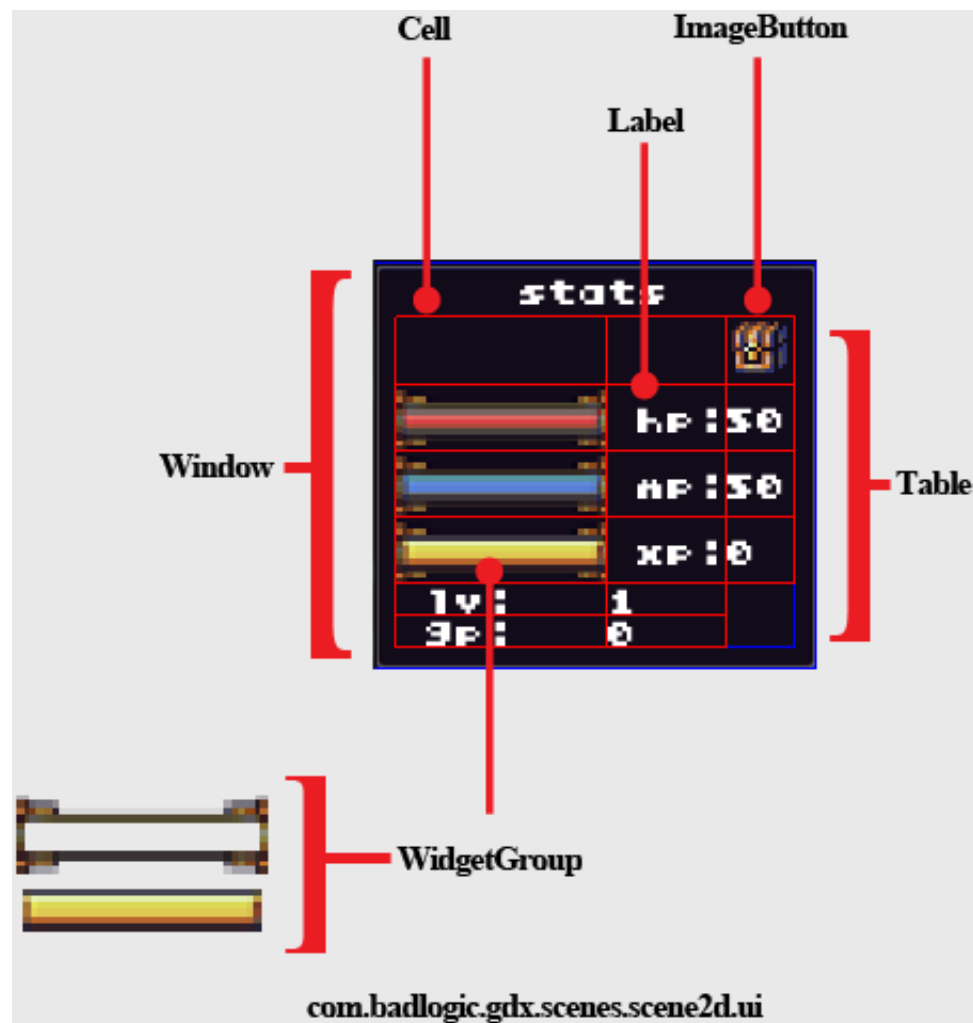 Cell
ImageButton
Label
stats
hp:50
Window
mp:50
Table
xp:0
lv: 1
gp: 0
WidgetGroup
com.badlogic.gdx.scenes.scene2d.ui